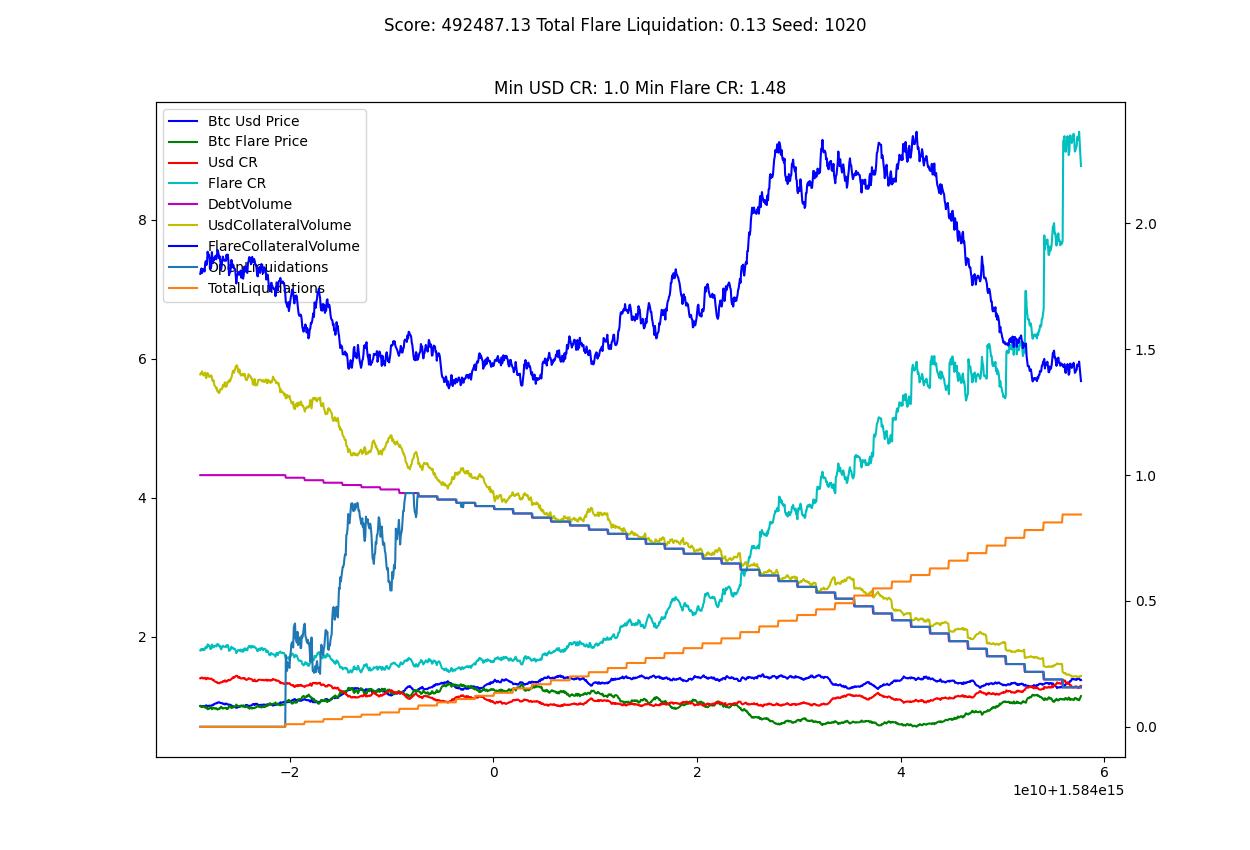 Score: 492487.13 Total Flare Liquidation: 0.13 Seed: 1020
Min USD CR: 1.0 Min Flare CR: 1.48
Btc Usd Price
Btc Flare Price
Usd CR
Flare CR
DebtVolume
UsdCollateralVolume
FlareCollateralVolume
OpenLiquidations
TotalLiquidations
8
6
4
2
2.0
1.5
1.0
0.5
0.0
−2
0
2
4
6
1e10+1.584e15